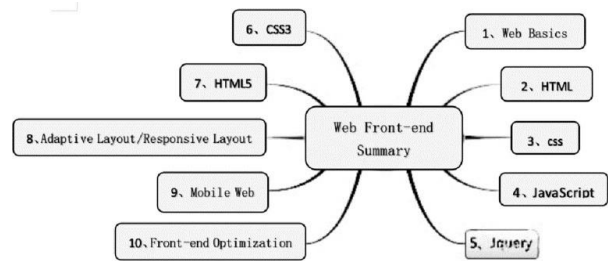 6、CSS3
1、Web Basics
7、HTML5
2、HTML
Web Front-end
Summary
8、Adaptive Layout/Responsive Layout
3、css
9、Mobile Web
4、JavaScript
10、Front-end Optimization
5、Jquery